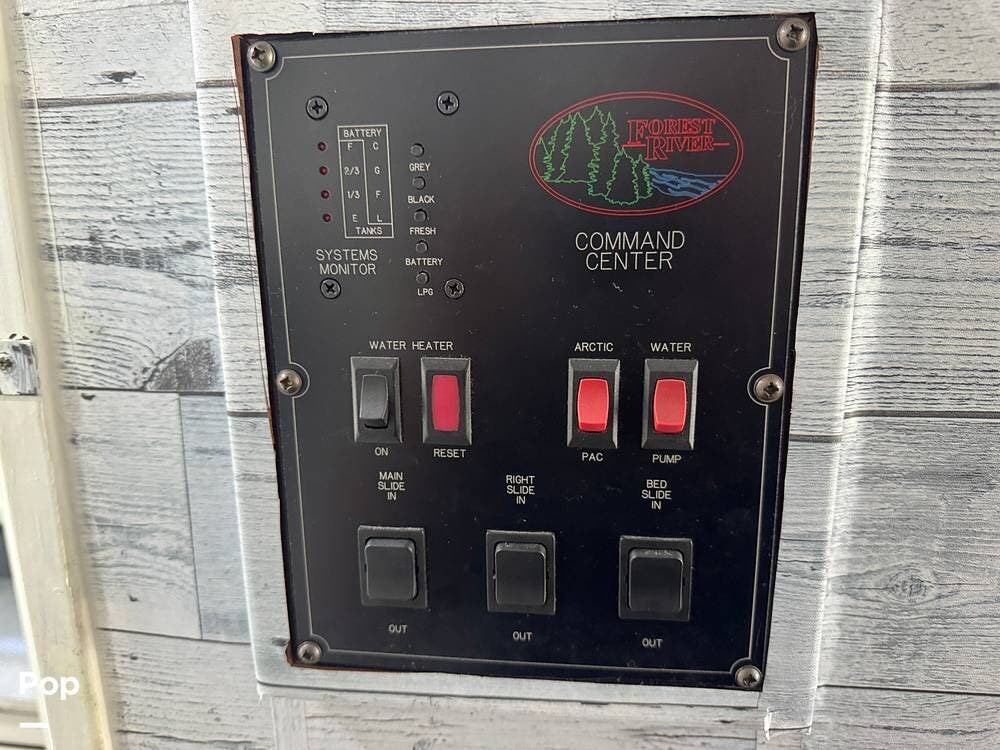 BATTERY
F C
2/3 G
1/3 F
E L
TANKS
SYSTEMS
MONITOR
GREY
BLACK
FRESH
BATTERY
LPG
FOREST
RIVER
COMMAND
CENTER
WATER HEATER
ON
RESET
ARCTIC
PAC
WATER
PUMP
MAIN
SLIDE
IN
OUT
RIGHT
SLIDE
IN
OUT
BED
SLIDE
IN
OUT
Pop